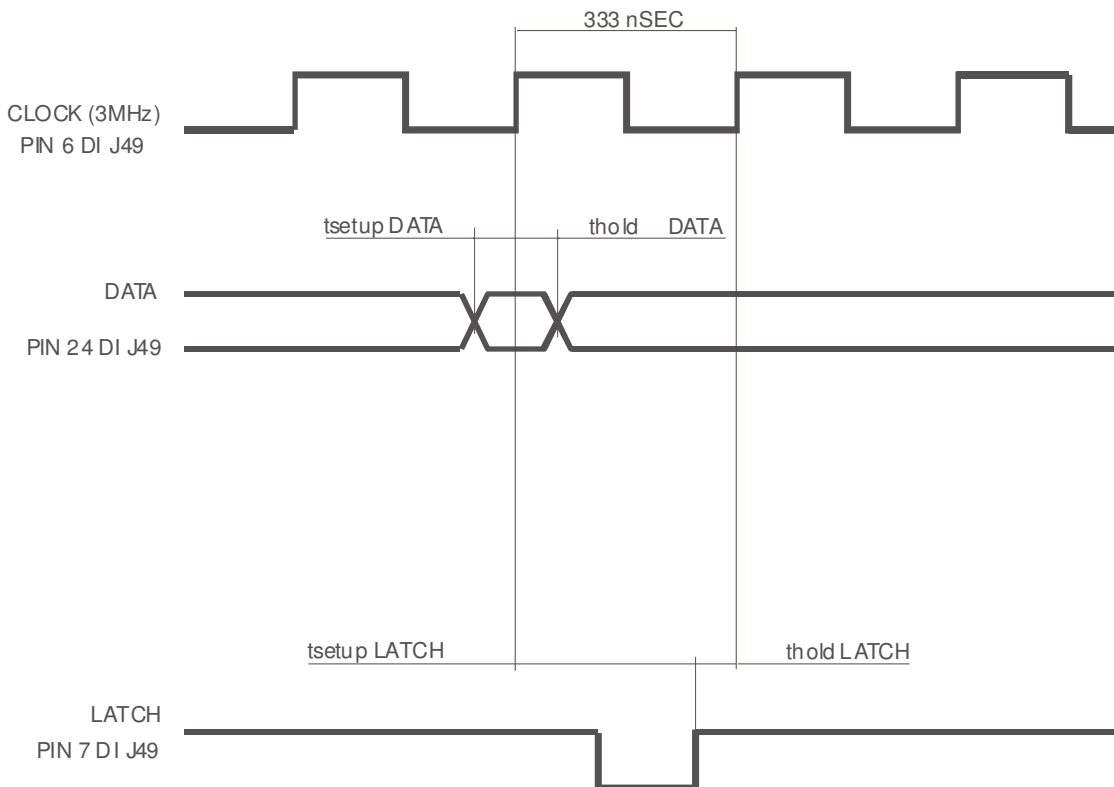 333 nSEC
CLOCK (3MHz)
PIN 6 DI J49
tsetup DATA
thold DATA
DATA
PIN 24 DI J49
tsetup LATCH
thold LATCH
LATCH
PIN 7 DI J49